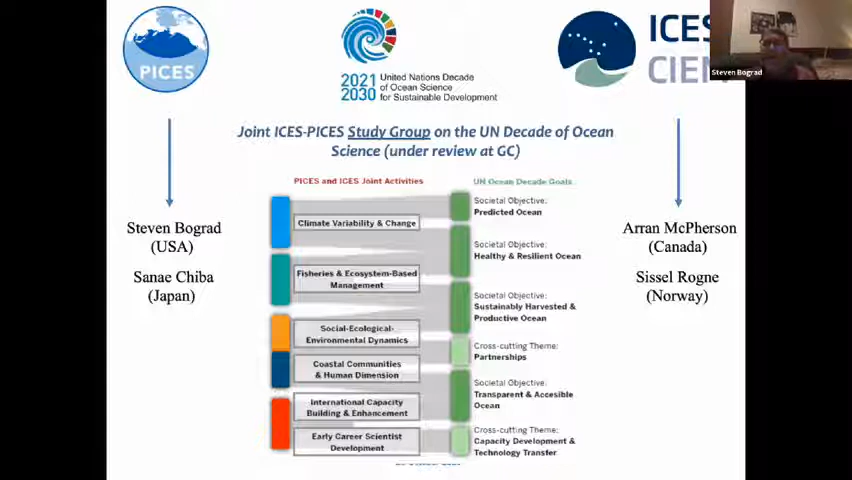 PICES
2021
2030
United Nations Decade
of Ocean Science
for Sustainable Development
ICES
CIEM
Steven Bograd
Joint ICES-PICES Study Group on the UN Decade of Ocean
Science (under review at GC)
Steven Bograd
(USA)
Sanae Chiba
(Japan)
PICES and ICES Joint Activities
Climate Variability & Change
Fisheries & Ecosystem-Based
Management
Social-Ecological-
Environmental Dynamics
Coastal Communities
& Human Dimension
International Capacity
Building & Enhancement
Early Career Scientist
Development
UN Ocean Decade Goals
Societal Objective:
Predicted Ocean
Societal Objective:
Healthy & Resilient Ocean
Societal Objective:
Sustainably Harvested &
Productive Ocean
Cross-cutting Theme:
Partnerships
Societal Objective:
Transparent & Accesible
Ocean
Cross-cutting Theme:
Capacity Development &
Technology Transfer
Arran McPherson
(Canada)
Sissel Rogne
(Norway)